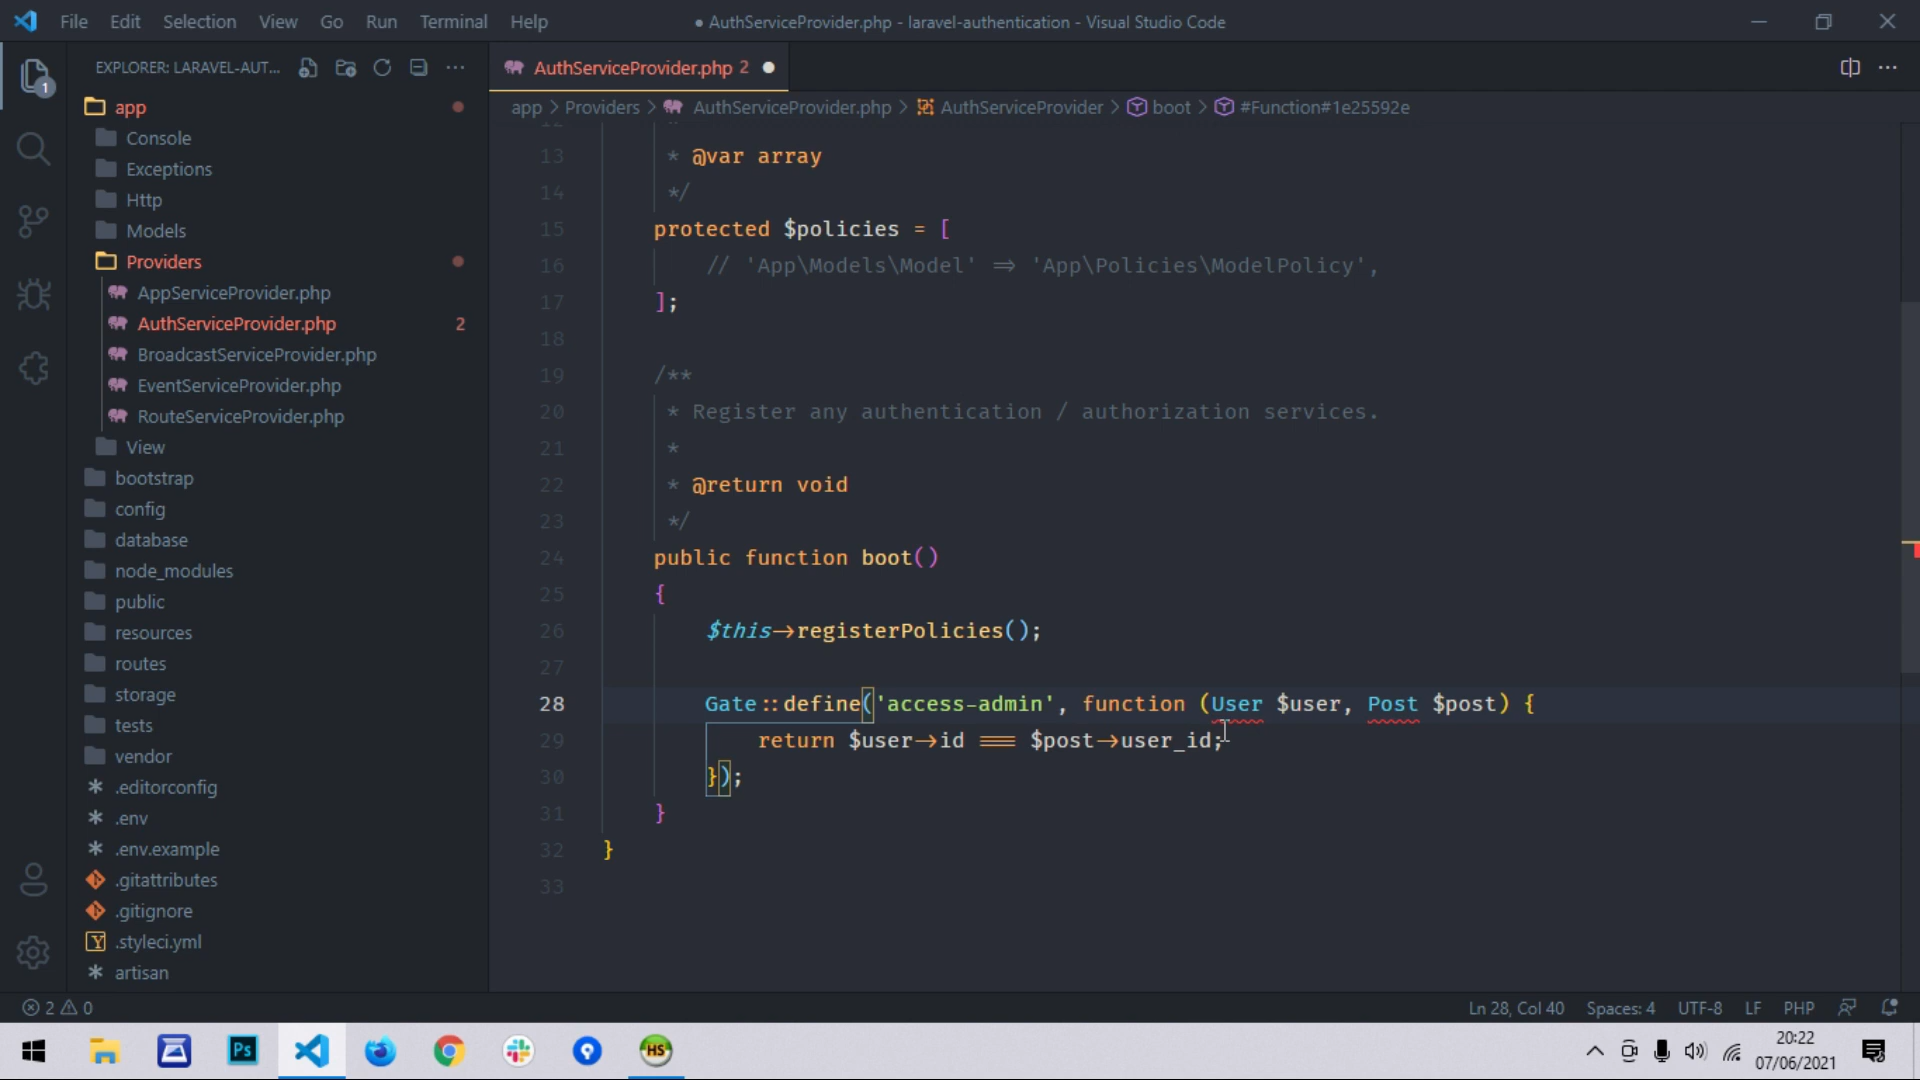 File Edit Selection View Go Run Terminal Help
● AuthServiceProvider.php - laravel-authentication - Visual Studio Code
EXPLORER: LARAVEL-AUT...
1
app
Console
Exceptions
Http
Models
Providers
AppServiceProvider.php
AuthServiceProvider.php 2
BroadcastServiceProvider.php
EventServiceProvider.php
RouteServiceProvider.php
View
bootstrap
config
database
node_modules
public
resources
routes
storage
tests
vendor
.editorconfig
.env
.env.example
.gitattributes
.gitignore
.styleci.yml
artisan
AuthServiceProvider.php 2 ●
app > Providers > AuthServiceProvider.php > AuthServiceProvider > boot > #Function#1e25592e
12 *
13 * @var array
14 */
15 protected $policies = [
16 // 'App\Models\Model' => 'App\Policies\ModelPolicy',
17 ];
18
19 /**
20 * Register any authentication / authorization services.
21 *
22 * @return void
23 */
24 public function boot()
25 {
26 $this->registerPolicies();
27
28 Gate::define('access-admin', function (User $user, Post $post) {
29 return $user->id === $post->user_id;
30 });
31 }
32 }
33
2 0
Ln 28, Col 40 Spaces: 4 UTF-8 LF PHP
Ps
HS
20:22
07/06/2021